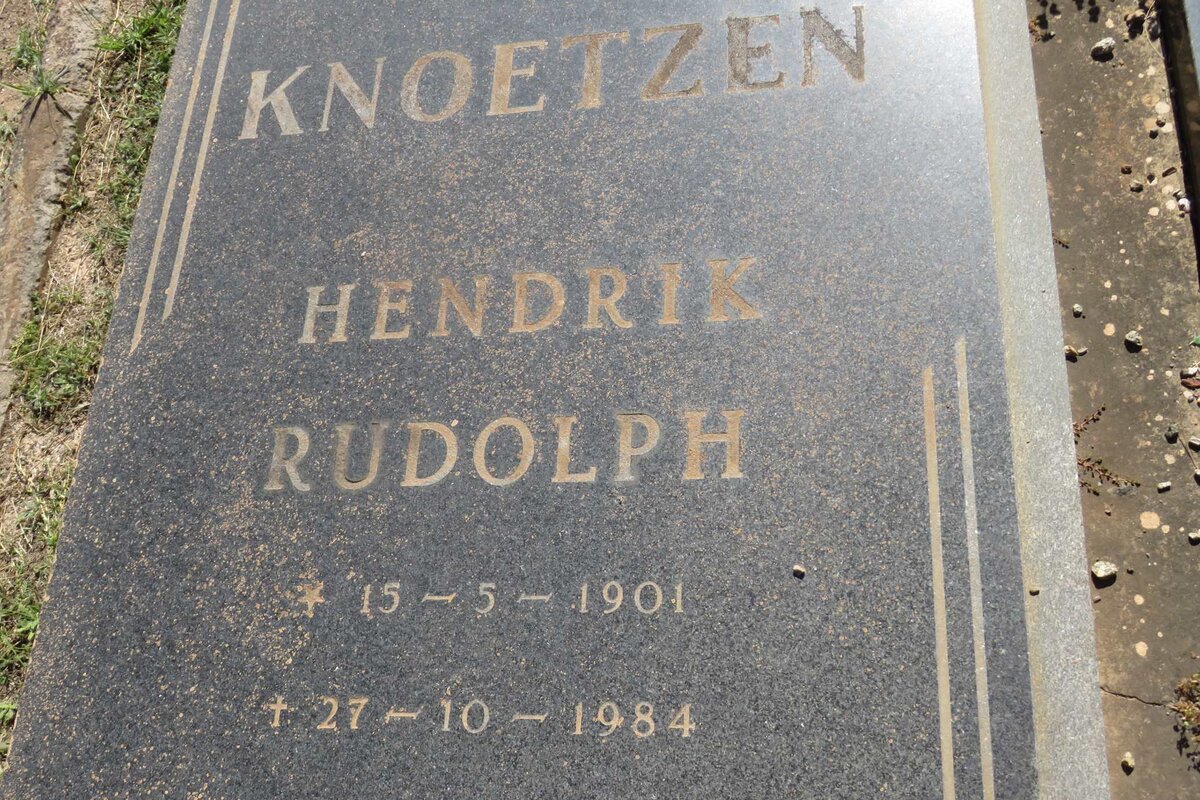 KNOETZEN
HENDRIK
RUDOLPH
* 15 – 5 – 1901
† 27 – 10 – 1984